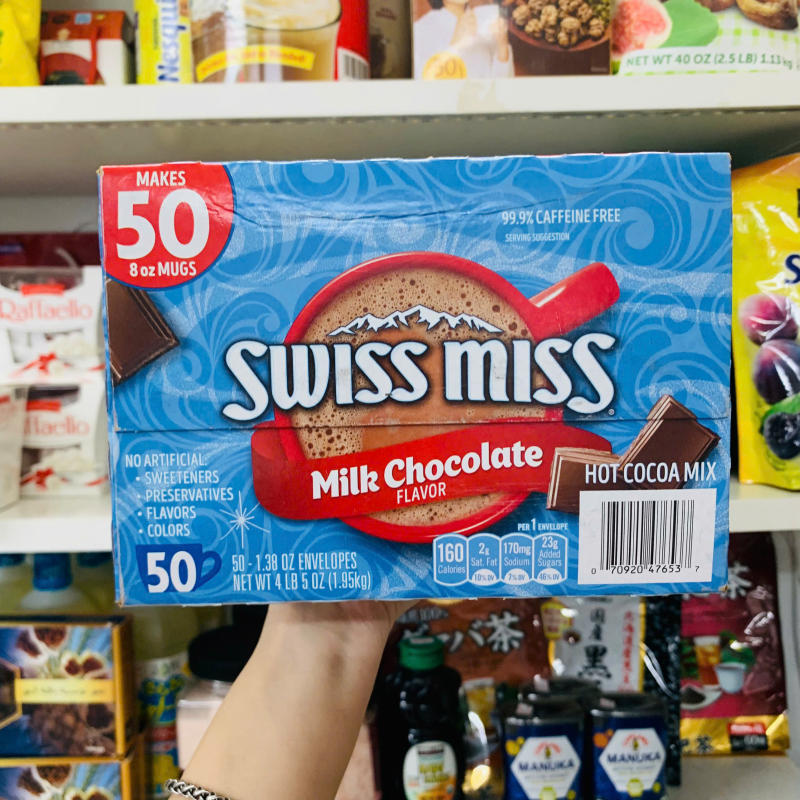 Nesquik
NET WT 40 OZ (2.5 LB) 1.13 kg
MAKES
50
8 oz MUGS
99.9% CAFFEINE FREE
SERVING SUGGESTION
SWISS MISS
Milk Chocolate
FLAVOR
HOT COCOA MIX
NO ARTIFICIAL:
• SWEETENERS
• PRESERVATIVES
• FLAVORS
• COLORS
50
50 - 1.38 OZ ENVELOPES
NET WT 4 LB 5 OZ (1.95kg)
PER 1 ENVELOPE
160 Calories
2g Sat. Fat 10% DV
170mg Sodium 7% DV
23g Added Sugars 46% DV
0 70920 47653 7
Raffaello
MANUKA
MANUKA